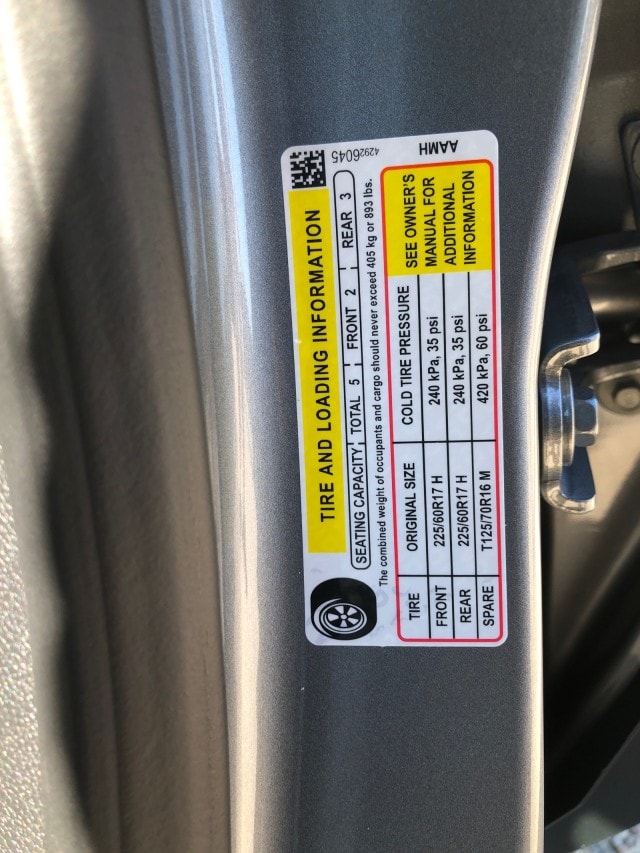 42926045
AAMH
TIRE AND LOADING INFORMATION
SEATING CAPACITY TOTAL 5 FRONT 2 REAR 3
The combined weight of occupants and cargo should never exceed 405 kg or 893 lbs.
TIRE ORIGINAL SIZE COLD TIRE PRESSURE
FRONT 225/60R17 H 240 kPa, 35 psi
REAR 225/60R17 H 240 kPa, 35 psi
SPARE T125/70R16 M 420 kPa, 60 psi
SEE OWNER'S
MANUAL FOR
ADDITIONAL
INFORMATION